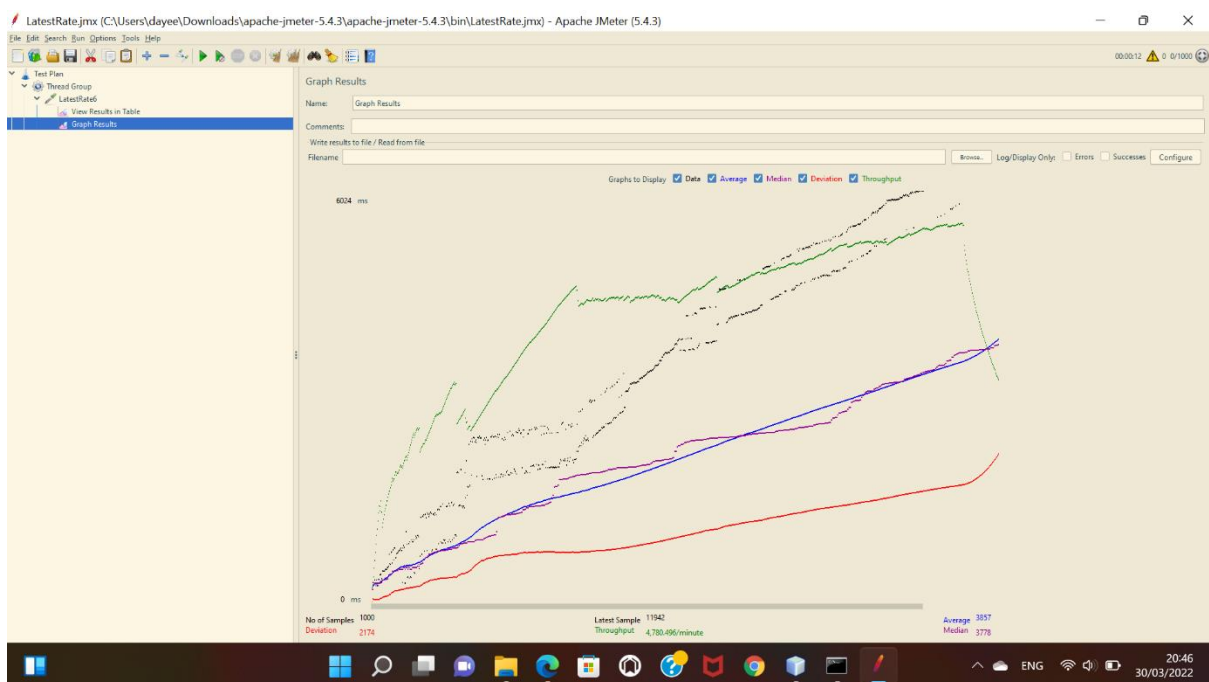 LatestRate.jmx (C:\Users\dayee\Downloads\apache-jmeter-5.4.3\apache-jmeter-5.4.3\bin\LatestRate.jmx) - Apache JMeter (5.4.3)
File Edit Search Run Options Tools Help
00:00:12 0 0/1000
Test Plan
Thread Group
LatestRate6
View Results in Table
Graph Results
Graph Results
Name: Graph Results
Comments:
Write results to file / Read from file
Filename Browse... Log/Display Only: Errors Successes Configure
Graphs to Display Data Average Median Deviation Throughput
6024 ms
0 ms
No of Samples 1000 Latest Sample 11942 Average 3857
Deviation 2174 Throughput 4,780.496/minute Median 3778
ENG 20:46
30/03/2022